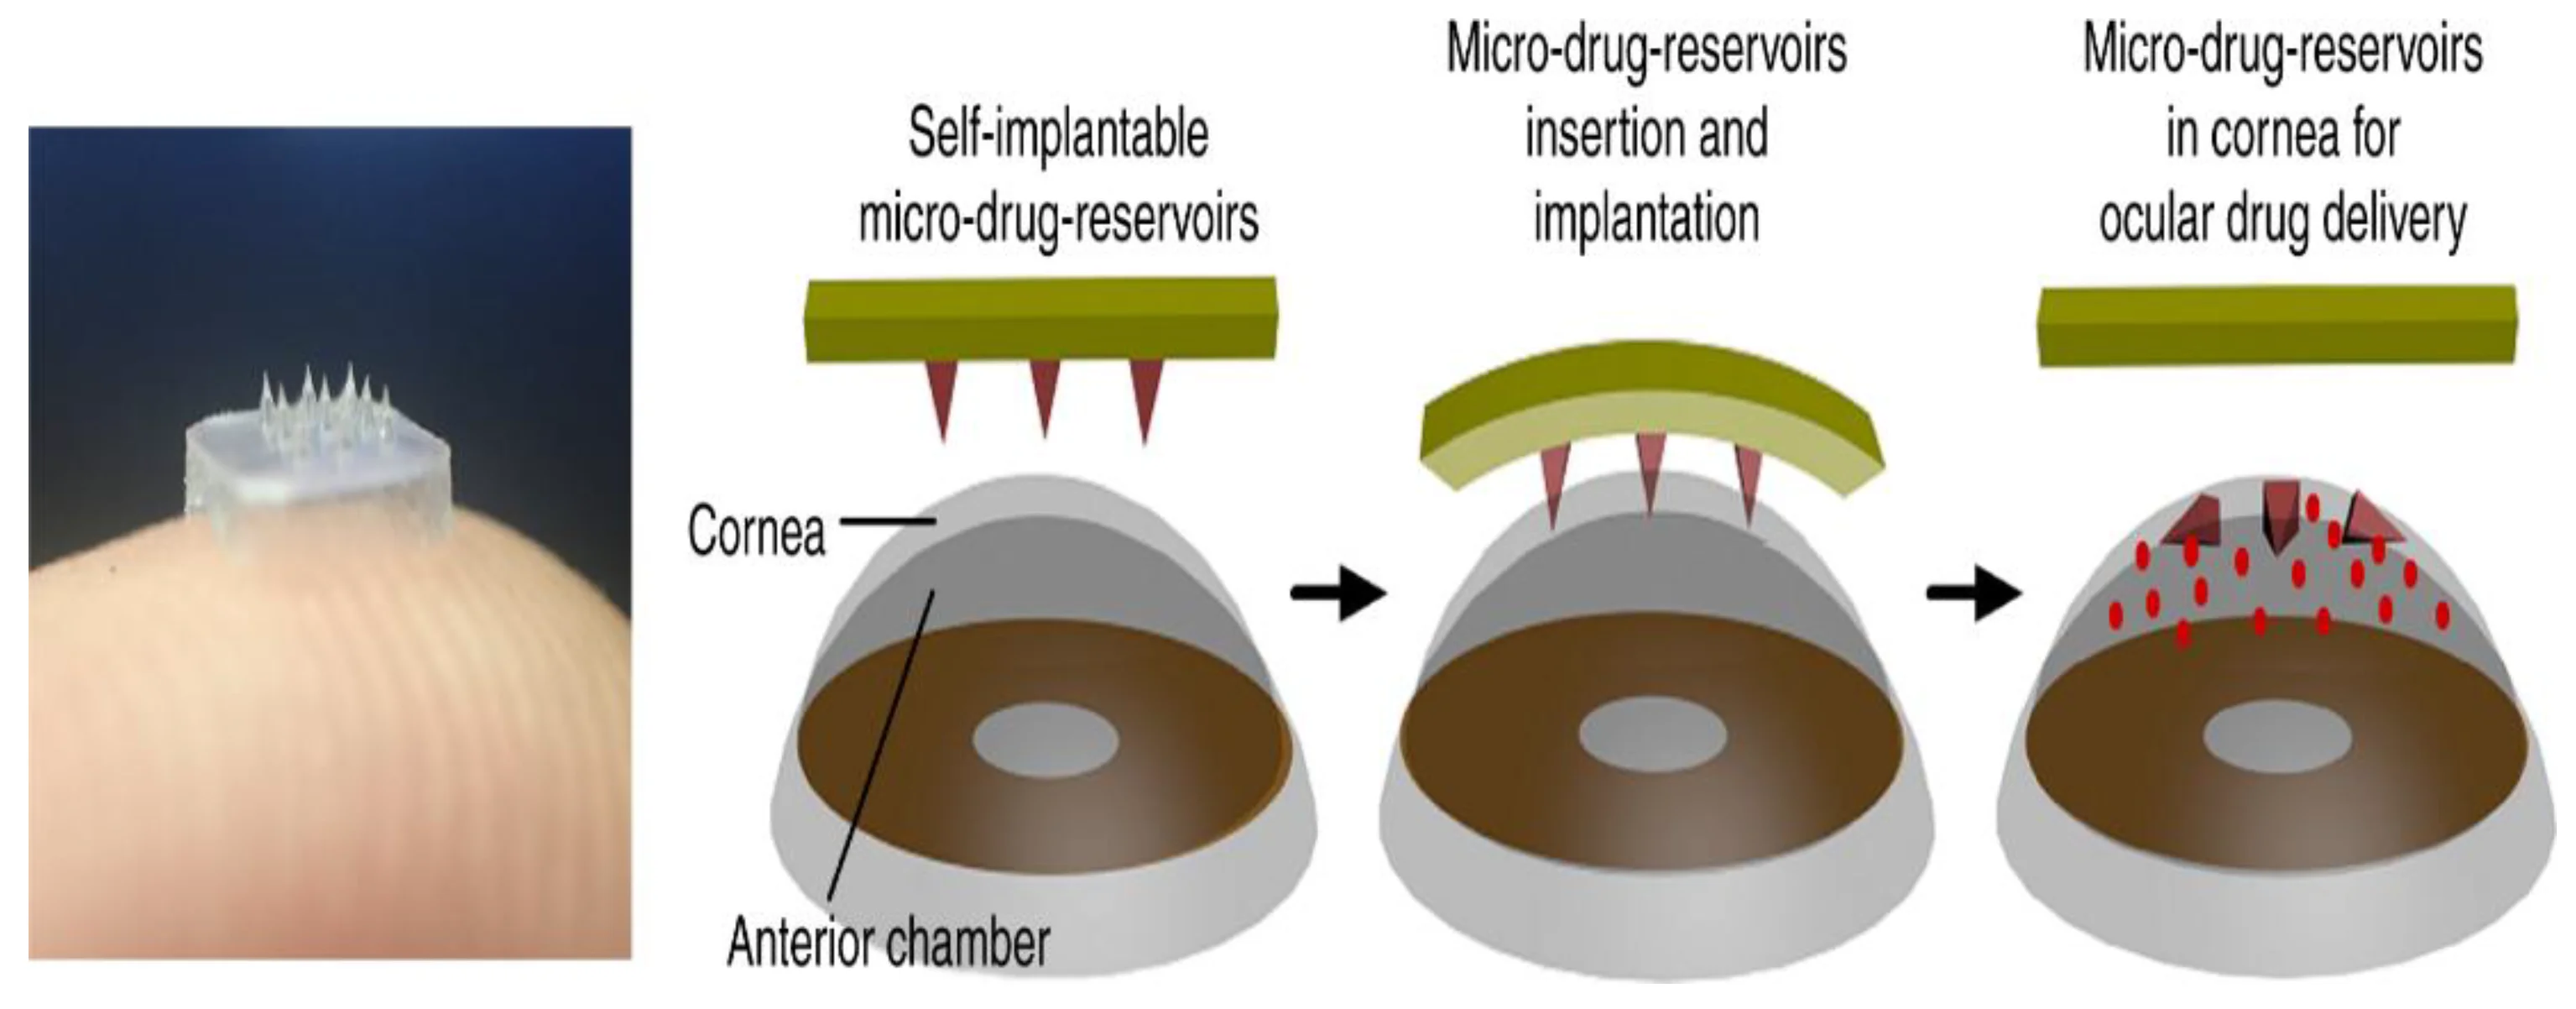 Self-implantable
micro-drug-reservoirs
Micro-drug-reservoirs
insertion and
implantation
Micro-drug-reservoirs
in cornea for
ocular drug delivery
Cornea
Anterior chamber